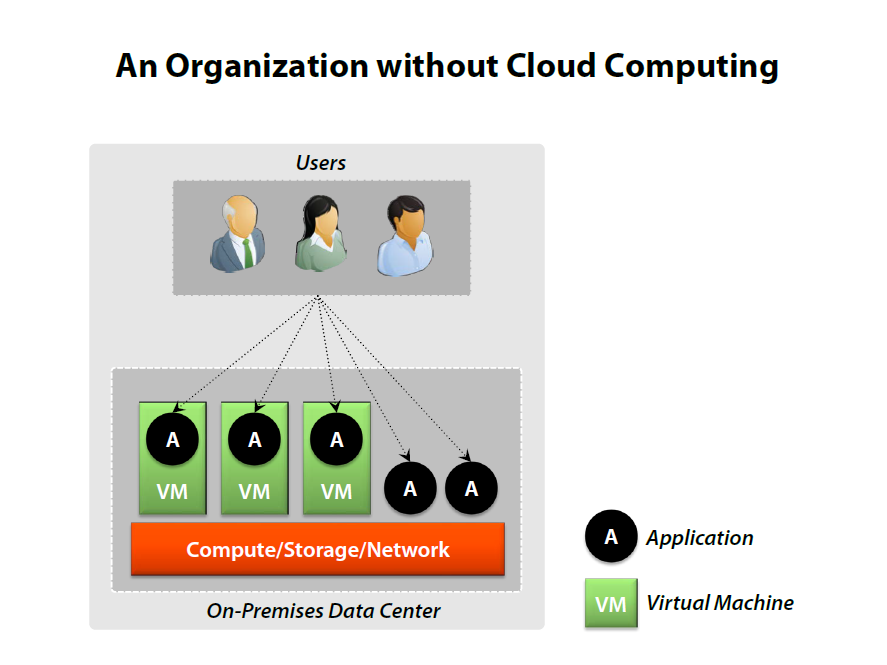 An Organization without Cloud Computing
Users
A
A
A
VM
VM
VM
A
A
Compute/Storage/Network
On-Premises Data Center
A
Application
VM
Virtual Machine